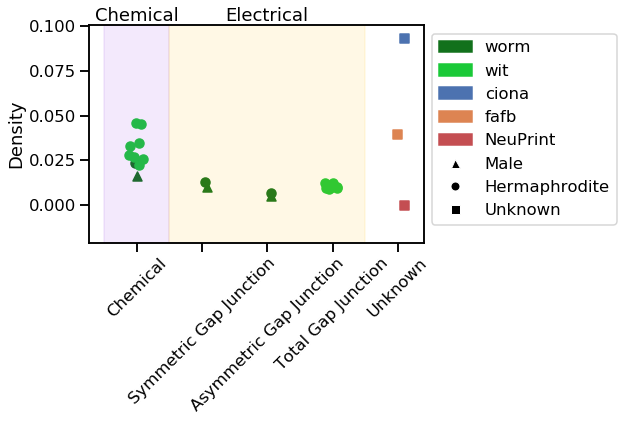 Chemical Electrical
0.100
0.075
0.050
0.025
0.000
Density
Chemical
Symmetric Gap Junction
Asymmetric Gap Junction
Total Gap Junction
Unknown
worm
wit
ciona
fafb
NeuPrint
Male
Hermaphrodite
Unknown